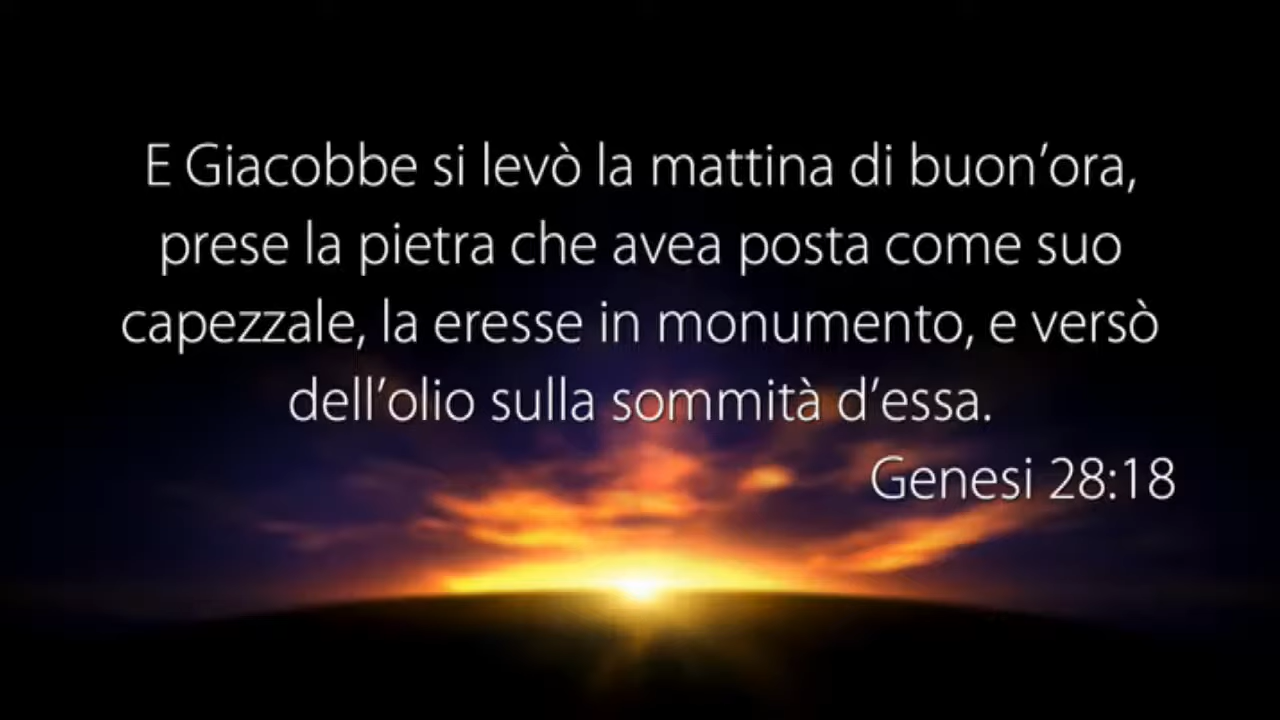 E Giacobbe si levò la mattina di buon’ora,
prese la pietra che avea posta come suo
capezzale, la eresse in monumento, e versò
dell’olio sulla sommità d’essa.
Genesi 28:18